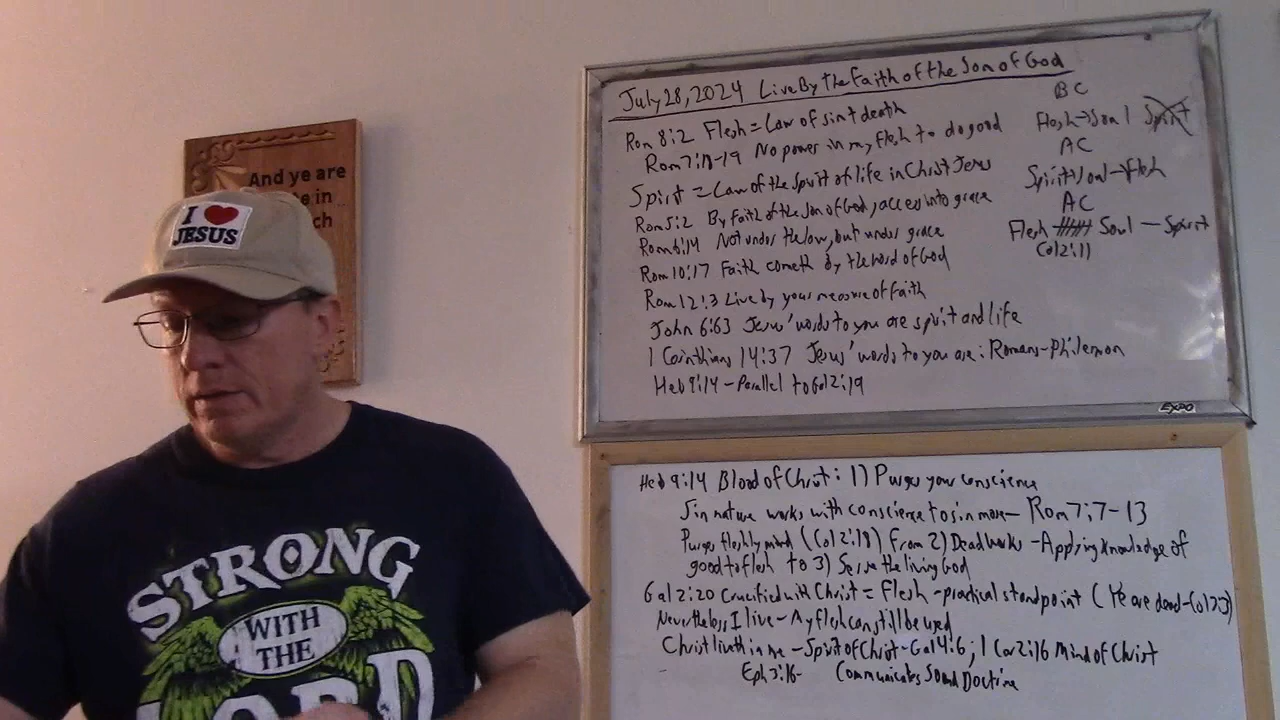 July 28, 2024 Live By The Faith of the Son of God
Rom 8:2 Flesh = Law of sin + death
Rom 7:18-19 No power in my flesh to do good
Spirit = Law of the Spirit of life in Christ Jesus
Rom 5:2 By faith of the Son of God, access into grace
Rom 6:14 Not under the law, but under grace
Rom 10:17 Faith cometh by the word of God
Rom 12:3 Live by your measure of faith
John 6:63 Jesus' words to you are spirit and life
1 Corinthians 14:37 Jesus' words to you are: Romans-Philemon
Heb 9:14 - Parallel to Gal 2:19
BC
Flesh→Soul Spirit
AC
Spirit→Soul→Flesh
AC
Flesh Soul — Spirit
Col 2:11
EXPO
Heb 9:14 Blood of Christ: 1) Purges your conscience
Sin nature works with conscience to sin more - Rom 7:7-13
Purges fleshly mind (Col 2:18) from 2) Dead works - Applying knowledge of
good to flesh to 3) Serve the living God
Gal 2:20 Crucified with Christ = Flesh - practical standpoint (Ye are dead - Col 3:3)
Nevertheless I live - My flesh can still be used
Christ liveth in me - Spirit of Christ - Gal 4:6; 1 Cor 2:16 Mind of Christ
Eph 3:16- Communicates Sound Doctrine
And ye are
in
I ♥
JESUS
STRONG
WITH
THE
LORD